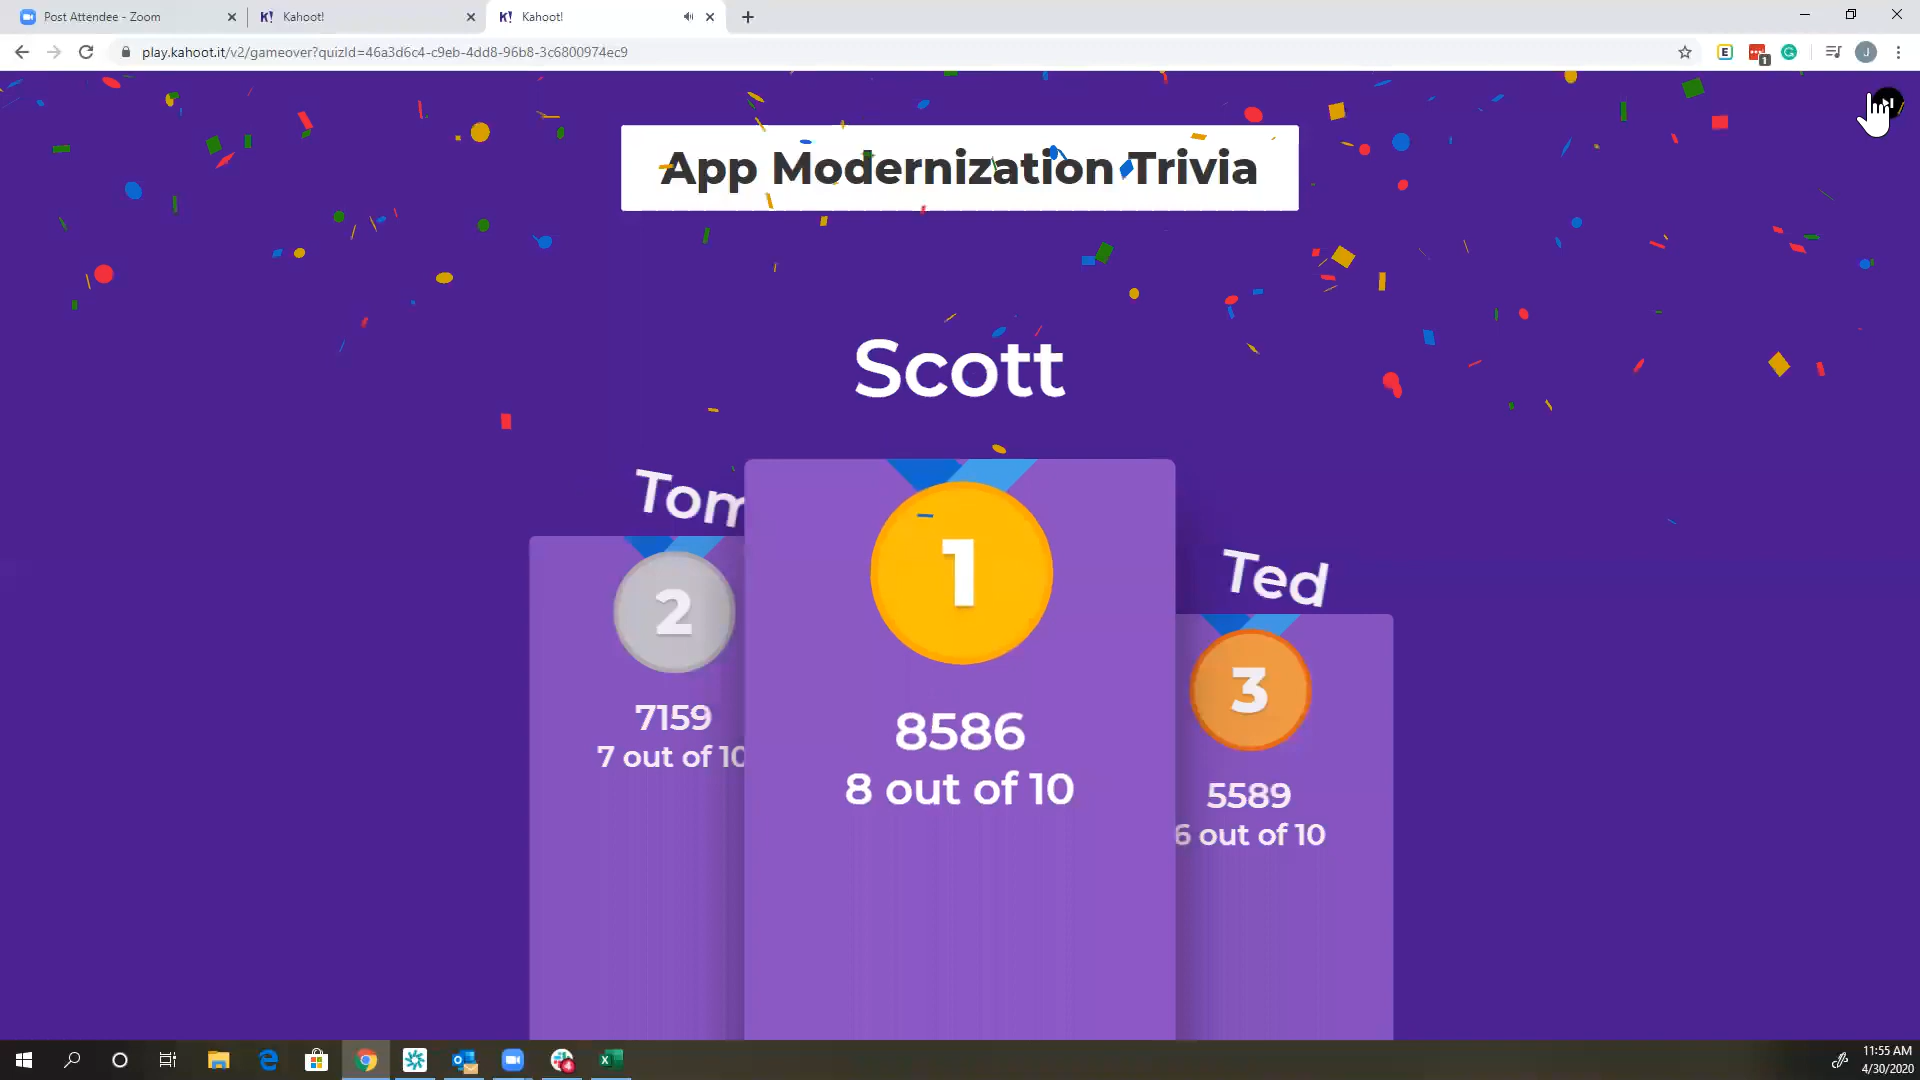 Post Attendee - Zoom
K! Kahoot!
K! Kahoot!
play.kahoot.it/v2/gameover?quizId=46a3d6c4-c9eb-4dd8-96b8-3c6800974ec9
E
1
J
App Modernization Trivia
Scott
Tom
Ted
1
2
3
7159
7 out of 10
8586
8 out of 10
5589
6 out of 10
4
11:55 AM
4/30/2020